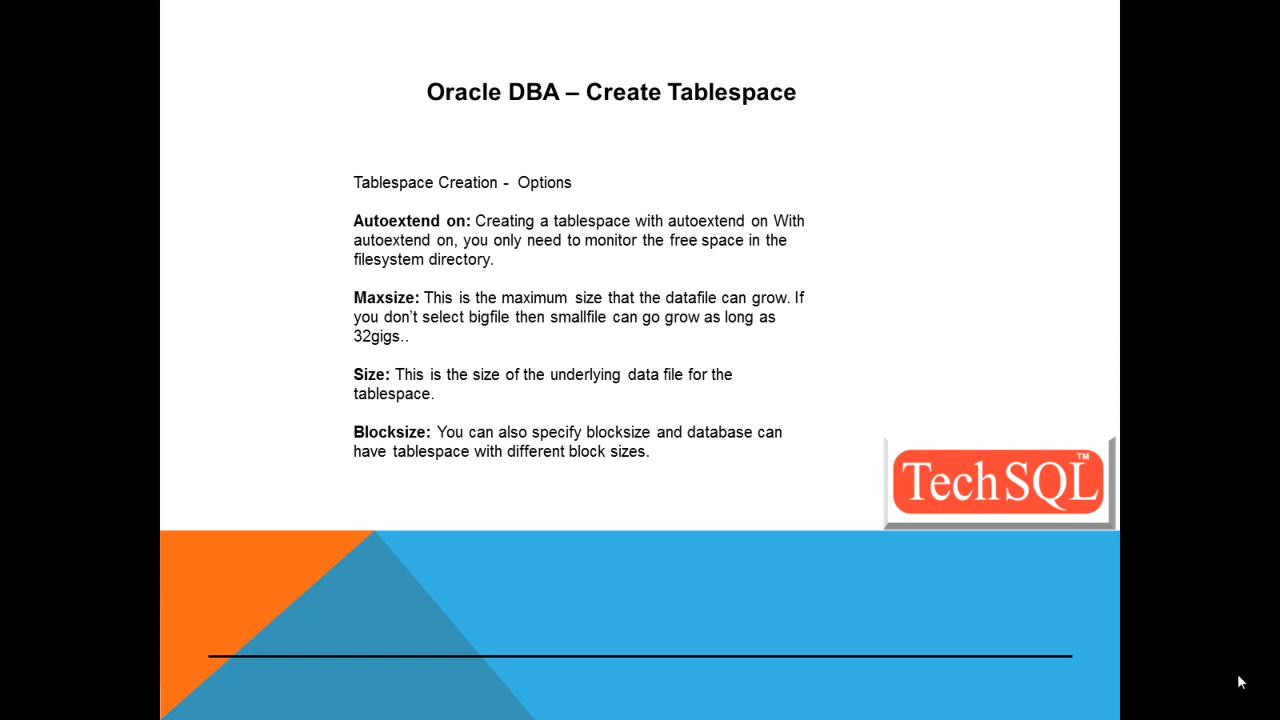 Oracle DBA – Create Tablespace
Tablespace Creation - Options
Autoextend on: Creating a tablespace with autoextend on With
autoextend on, you only need to monitor the free space in the
filesystem directory.
Maxsize: This is the maximum size that the datafile can grow. If
you don’t select bigfile then smallfile can go grow as long as
32gigs..
Size: This is the size of the underlying data file for the
tablespace.
Blocksize: You can also specify blocksize and database can
have tablespace with different block sizes.
TechSQL™